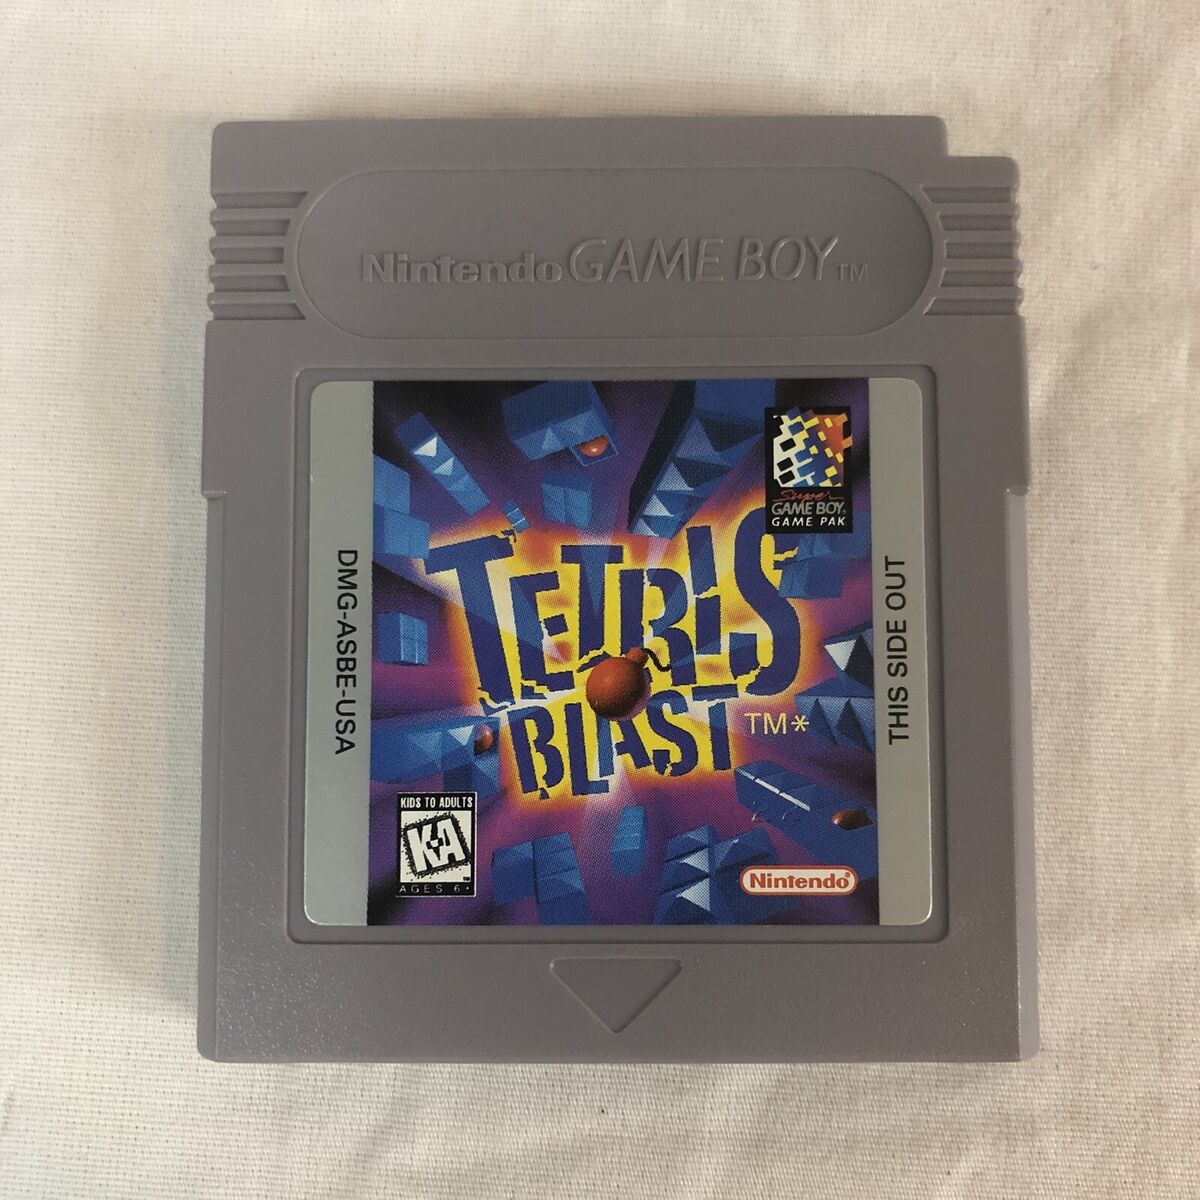 Nintendo GAME BOY TM
Super
GAME BOY
GAME PAK
TETRIS
BLAST TM*
DMG-ASBE-USA
THIS SIDE OUT
KIDS TO ADULTS
K-A
AGES 6+
Nintendo